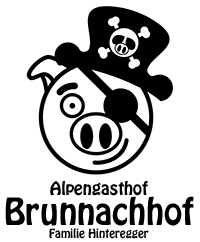 Alpengasthof
Brunnachhof
Familie Hinteregger